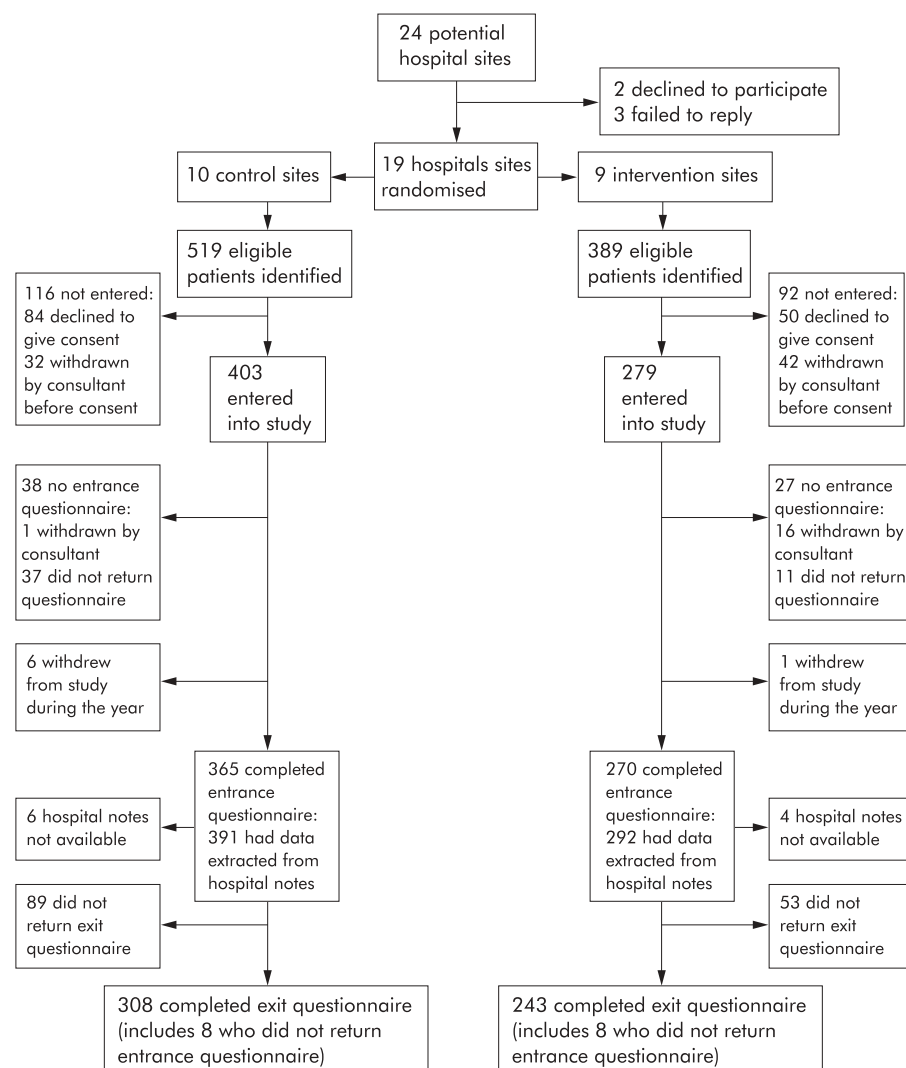 24 potential
hospital sites
2 declined to participate
3 failed to reply
19 hospitals sites
randomised
10 control sites
9 intervention sites
519 eligible
patients identified
389 eligible
patients identified
116 not entered:
84 declined to
give consent
32 withdrawn
by consultant
before consent
92 not entered:
50 declined to
give consent
42 withdrawn
by consultant
before consent
403
entered
into study
279
entered
into study
38 no entrance
questionnaire:
1 withdrawn by
consultant
37 did not return
questionnaire
27 no entrance
questionnaire:
16 withdrawn by
consultant
11 did not return
questionnaire
6 withdrew
from study
during the year
1 withdrew
from study
during the year
365 completed
entrance
questionnaire:
391 had data
extracted from
hospital notes
270 completed
entrance
questionnaire:
292 had data
extracted from
hospital notes
6 hospital notes
not available
4 hospital notes
not available
89 did not
return exit
questionnaire
53 did not
return exit
questionnaire
308 completed exit questionnaire
(includes 8 who did not return
entrance questionnaire)
243 completed exit questionnaire
(includes 8 who did not return
entrance questionnaire)